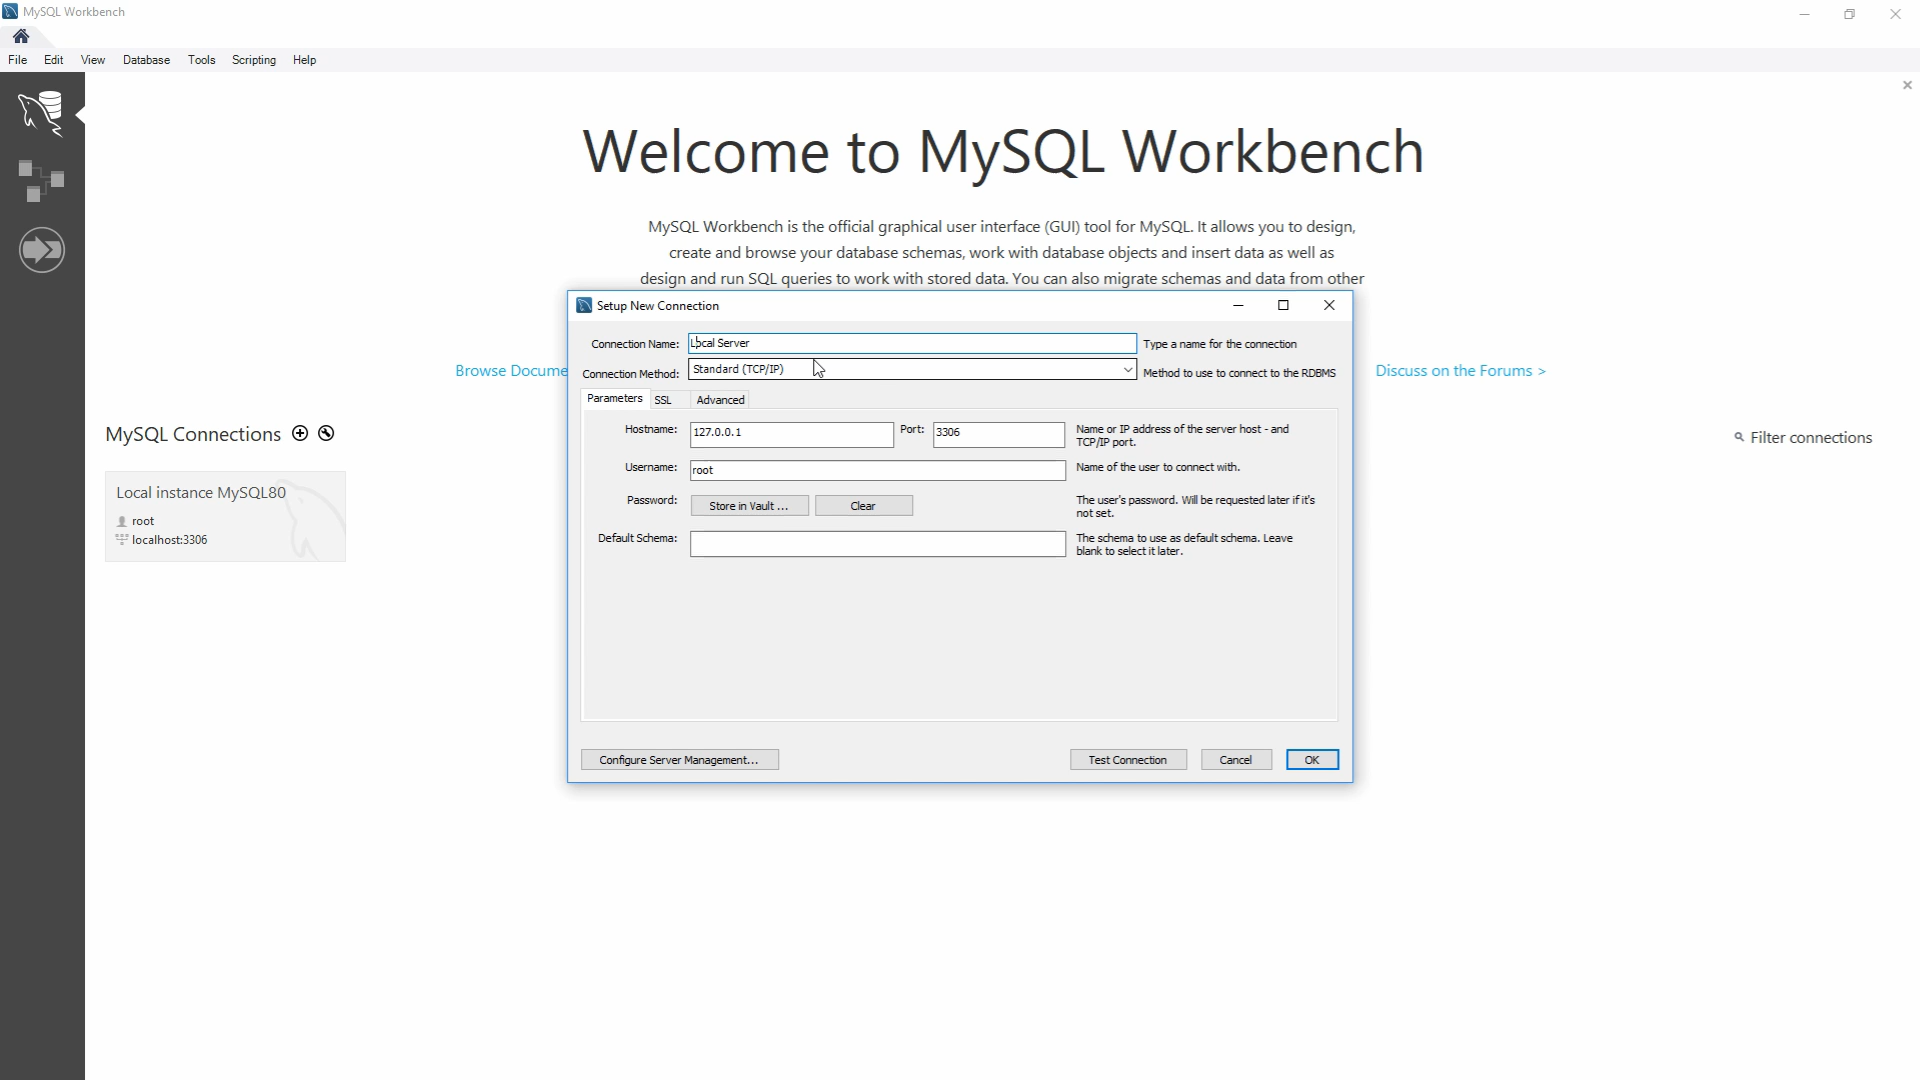 MySQL Workbench
File Edit View Database Tools Scripting Help
Welcome to MySQL Workbench
MySQL Workbench is the official graphical user interface (GUI) tool for MySQL. It allows you to design,
create and browse your database schemas, work with database objects and insert data as well as
design and run SQL queries to work with stored data. You can also migrate schemas and data from other
Browse Docume
Discuss on the Forums >
MySQL Connections
Filter connections
Local instance MySQL80
root
localhost:3306
Setup New Connection
Connection Name: Local Server Type a name for the connection
Connection Method: Standard (TCP/IP) Method to use to connect to the RDBMS
Parameters SSL Advanced
Hostname: 127.0.0.1 Port: 3306 Name or IP address of the server host - and
TCP/IP port.
Username: root Name of the user to connect with.
Password: Store in Vault ... Clear The user's password. Will be requested later if it's
not set.
Default Schema: The schema to use as default schema. Leave
blank to select it later.
Configure Server Management... Test Connection Cancel OK